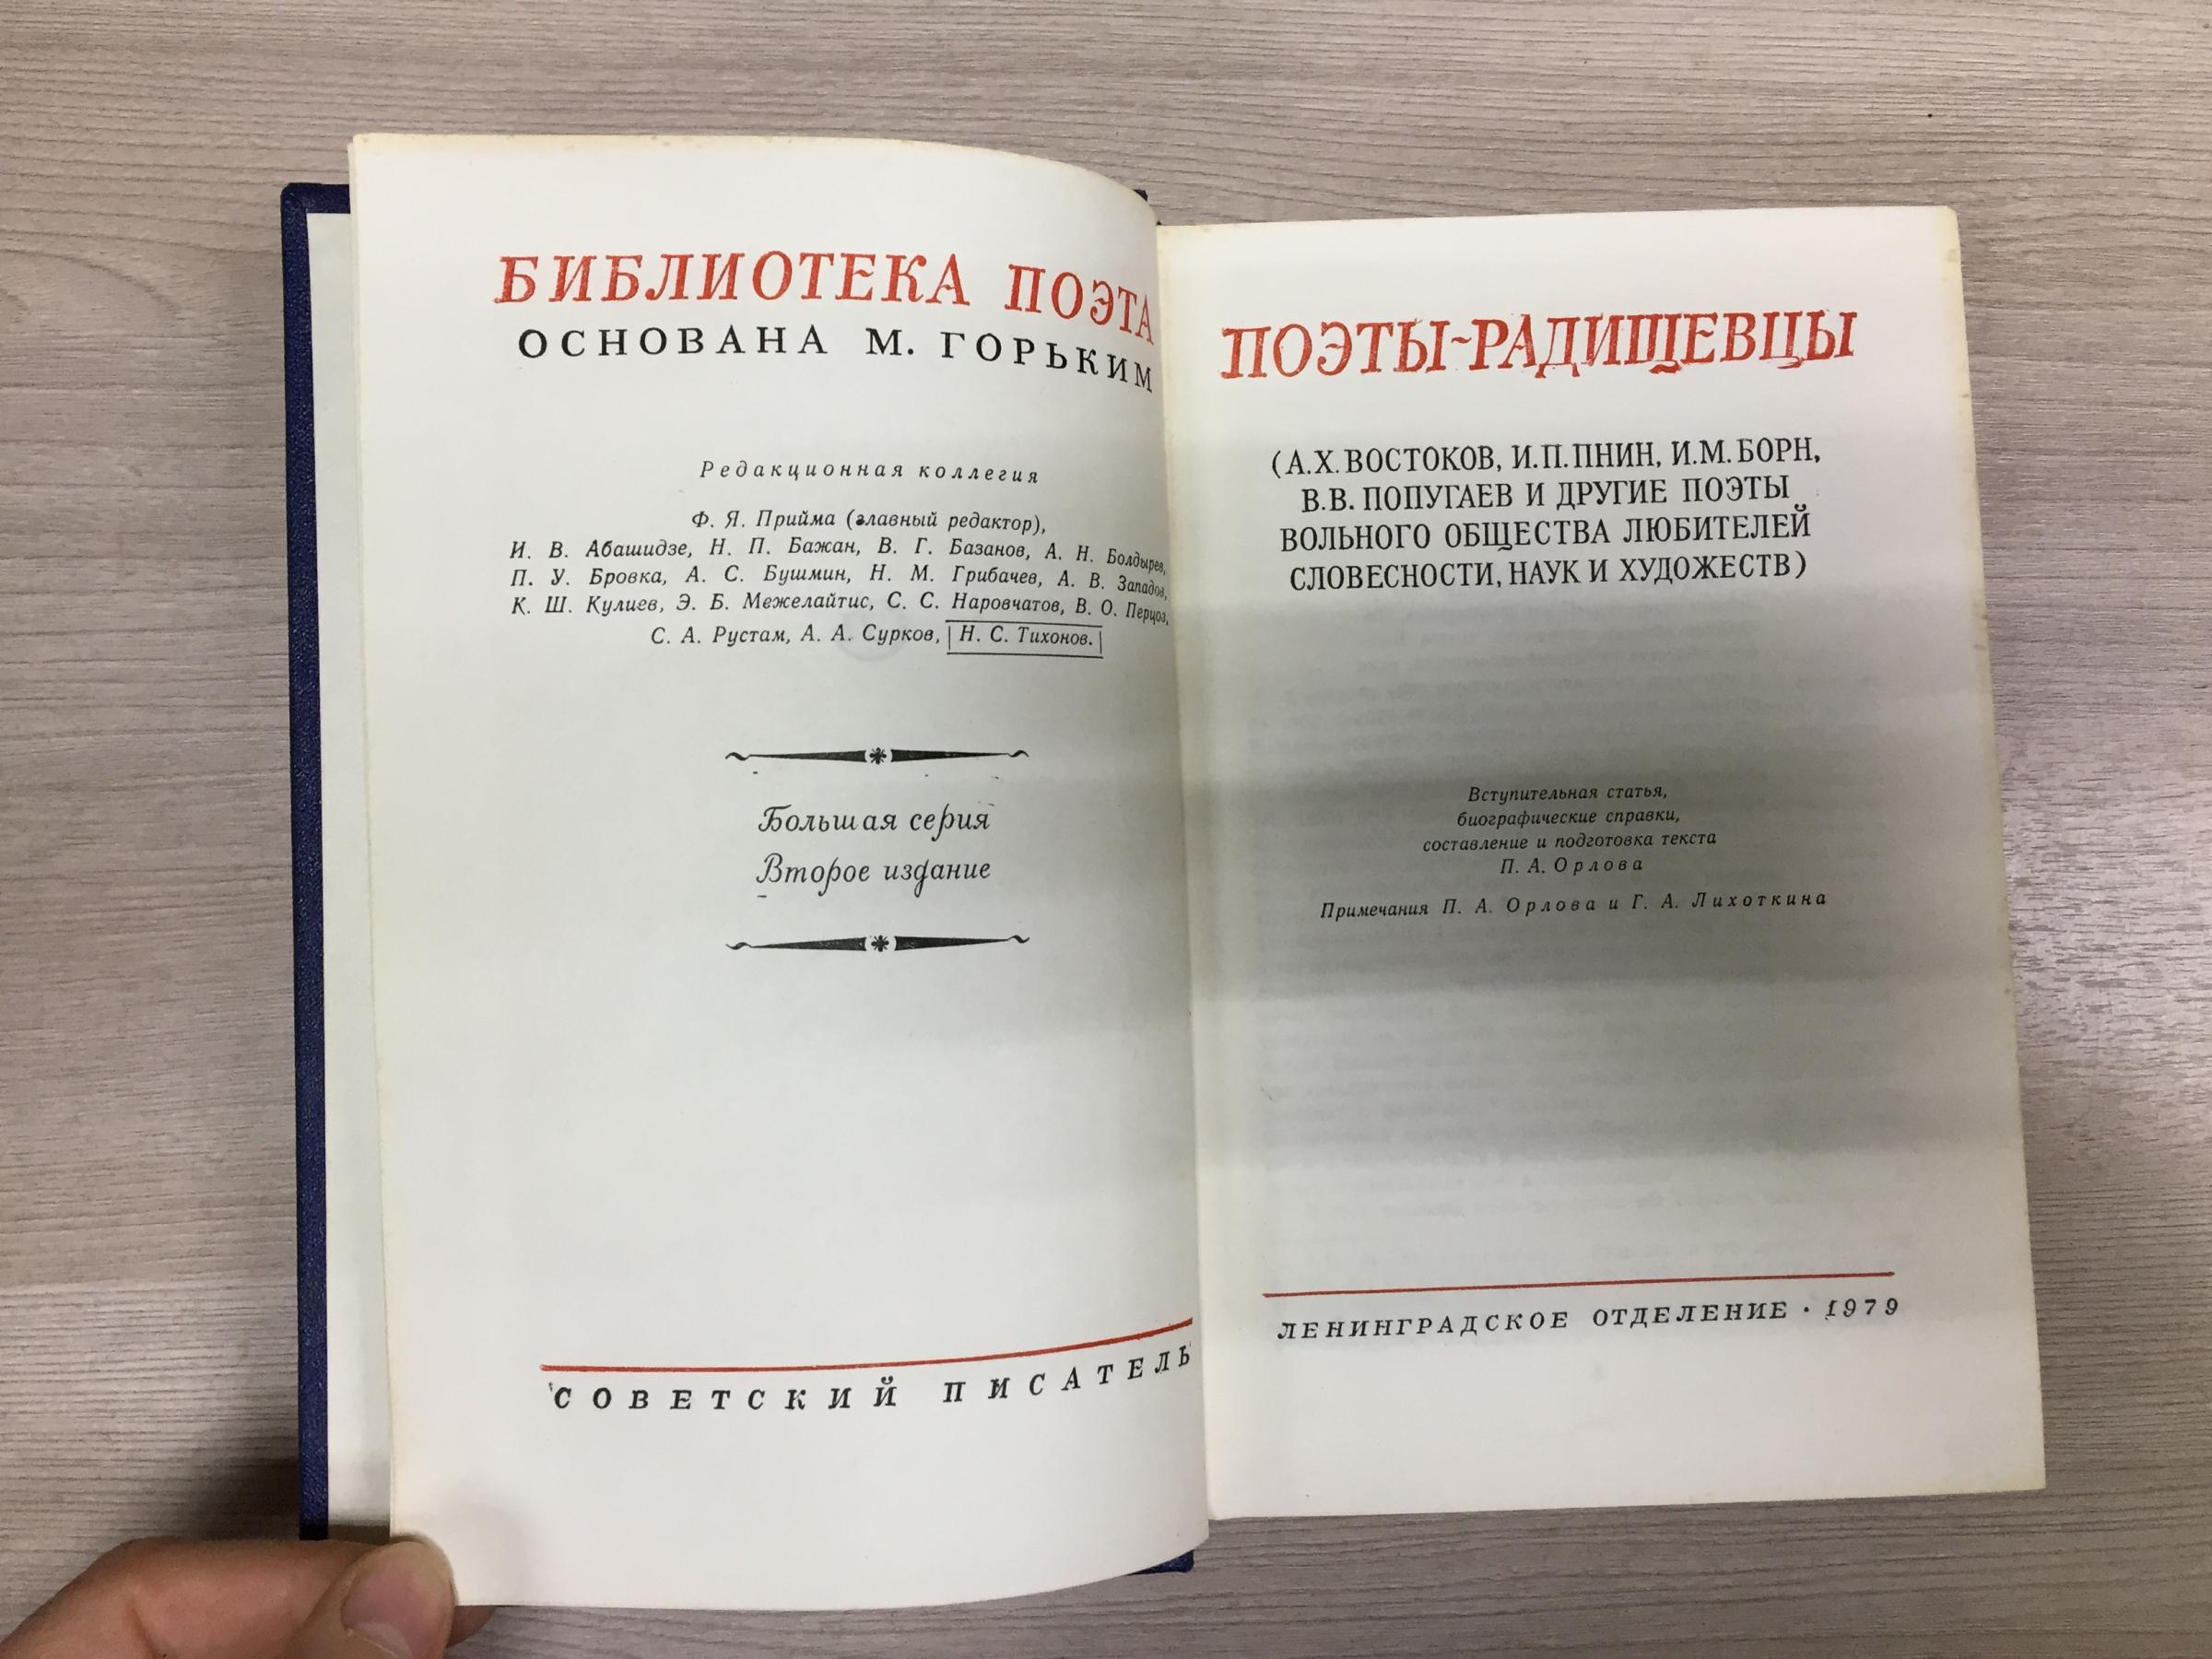 БИБЛИОТЕКА ПОЭТА
ОСНОВАНА М. ГОРЬКИМ
Редакционная коллегия
Ф. Я. Прийма (главный редактор),
И. В. Абашидзе, Н. П. Бажан, В. Г. Базанов, А. Н. Болдырев,
П. У. Бровка, А. С. Бушмин, Н. М. Грибачев, А. В. Западов,
К. Ш. Кулиев, Э. Б. Межелайтис, С. С. Наровчатов, В. О. Перцов,
С. А. Рустам, А. А. Сурков, Н. С. Тихонов.
Большая серия
Второе издание
СОВЕТСКИЙ ПИСАТЕЛЬ
ПОЭТЫ-РАДИЩЕВЦЫ
(А.Х. ВОСТОКОВ, И.П. ПНИН, И.М. БОРН,
В.В. ПОПУГАЕВ И ДРУГИЕ ПОЭТЫ
ВОЛЬНОГО ОБЩЕСТВА ЛЮБИТЕЛЕЙ
СЛОВЕСНОСТИ, НАУК И ХУДОЖЕСТВ)
Вступительная статья,
биографические справки,
составление и подготовка текста
П. А. Орлова
Примечания П. А. Орлова и Г. А. Лихоткина
ЛЕНИНГРАДСКОЕ ОТДЕЛЕНИЕ · 1979